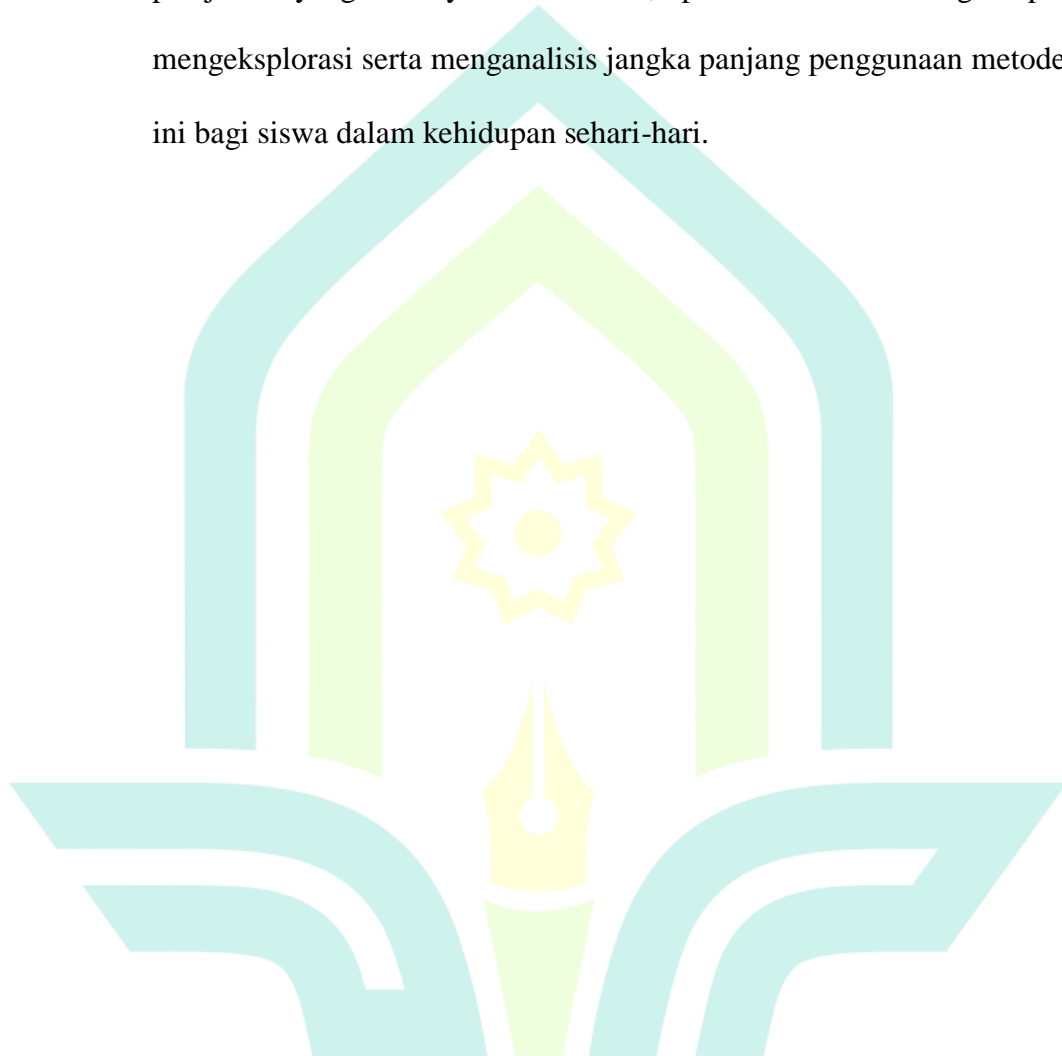 mengeksplorasi serta menganalisis jangka panjang penggunaan metode
ini bagi siswa dalam kehidupan sehari-hari.